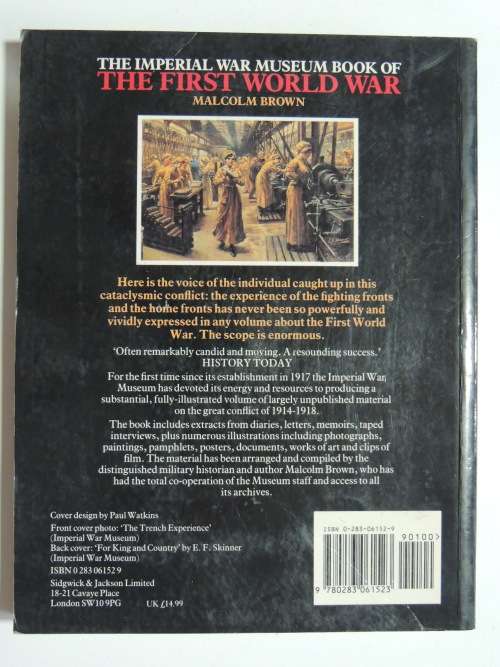 THE IMPERIAL WAR MUSEUM BOOK OF
THE FIRST WORLD WAR
MALCOLM BROWN
Here is the voice of the individual caught up in this
cataclysmic conflict: the experience of the fighting fronts
and the home fronts has never been so powerfully and
vividly expressed in any volume about the First World
War. The scope is enormous.
‘Often remarkably candid and moving. A resounding success.’
HISTORY TODAY
For the first time since its establishment in 1917 the Imperial War
Museum has devoted its energy and resources to producing a
substantial, fully-illustrated volume of largely unpublished material
on the great conflict of 1914-1918.
The book includes extracts from diaries, letters, memoirs, taped
interviews, plus numerous illustrations including photographs,
paintings, pamphlets, posters, documents, works of art and clips of
film. The material has been arranged and compiled by the
distinguished military historian and author Malcolm Brown, who has
had the total co-operation of the Museum staff and access to all
its archives.
Cover design by Paul Watkins
Front cover photo: ‘The Trench Experience’
(Imperial War Museum)
Back cover: ‘For King and Country’ by E. F. Skinner
(Imperial War Museum)
ISBN 0 283 06152 9
Sidgwick & Jackson Limited
18-21 Cavaye Place
London SW10 9PG UK £14.99
ISBN 0-283-06152-9
90100>
9 780283 061523